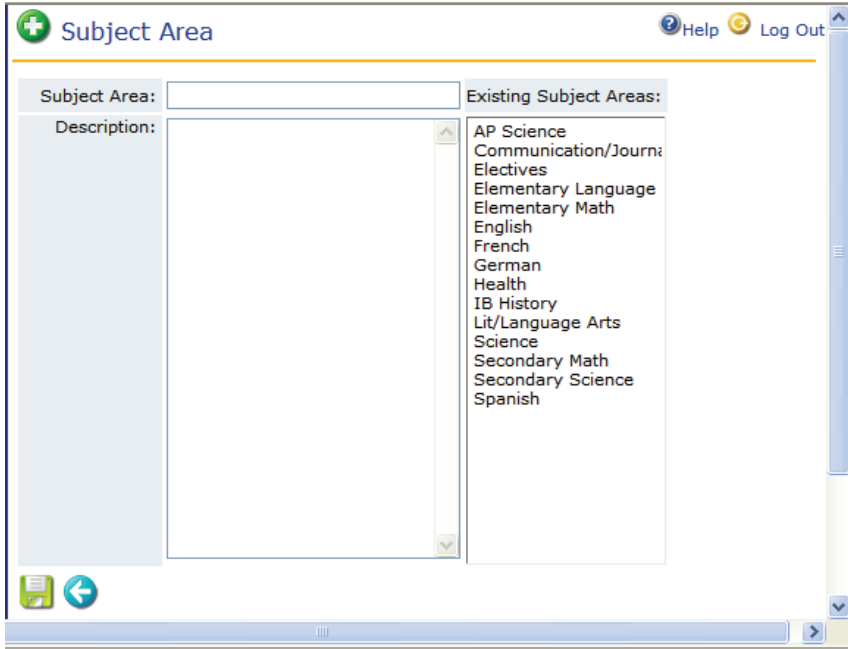 Subject Area
Help Log Out
Subject Area:
Existing Subject Areas:
Description:
AP Science
Communication/Journa
Electives
Elementary Language
Elementary Math
English
French
German
Health
IB History
Lit/Language Arts
Science
Secondary Math
Secondary Science
Spanish